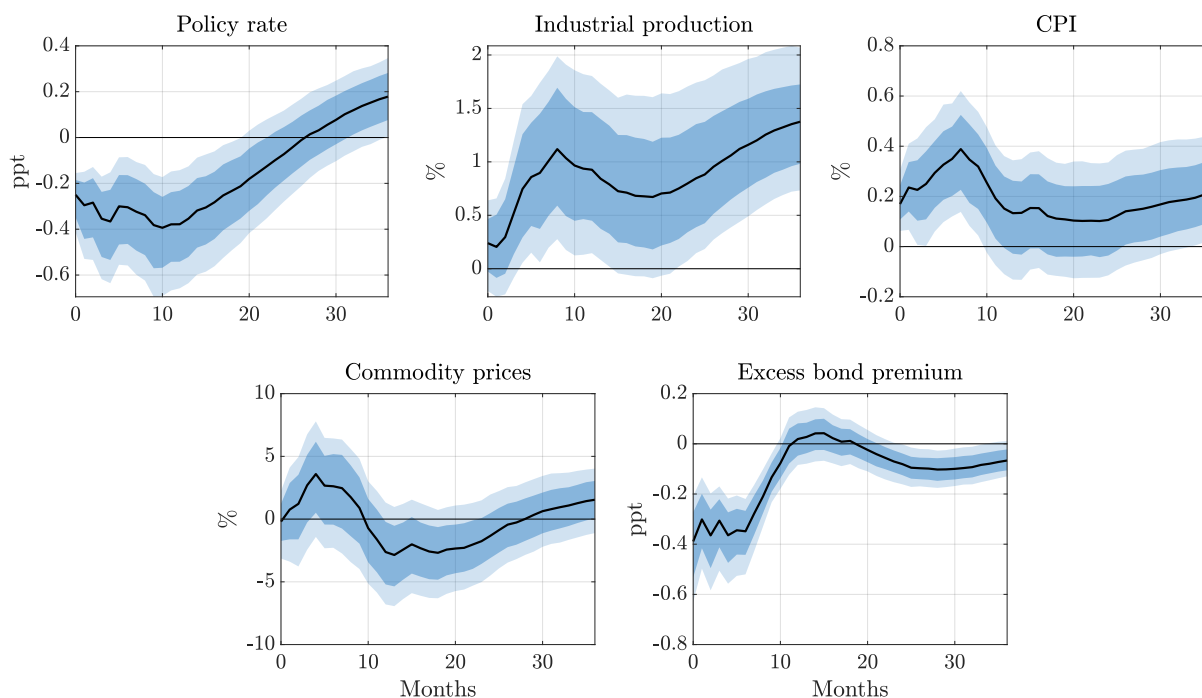 Policy rate
0.4
0.2
0
-0.2
-0.4
-0.6
ppt
0 10 20 30
Industrial production
2
1.5
1
0.5
0
%
0 10 20 30
CPI
0.8
0.6
0.4
0.2
0
0.2
%
0 10 20 30
Commodity prices
10
5
0
-5
-10
%
0 10 20 30
Months
Excess bond premium
0.2
0
-0.2
-0.4
-0.6
-0.8
ppt
0 10 20 30
Months